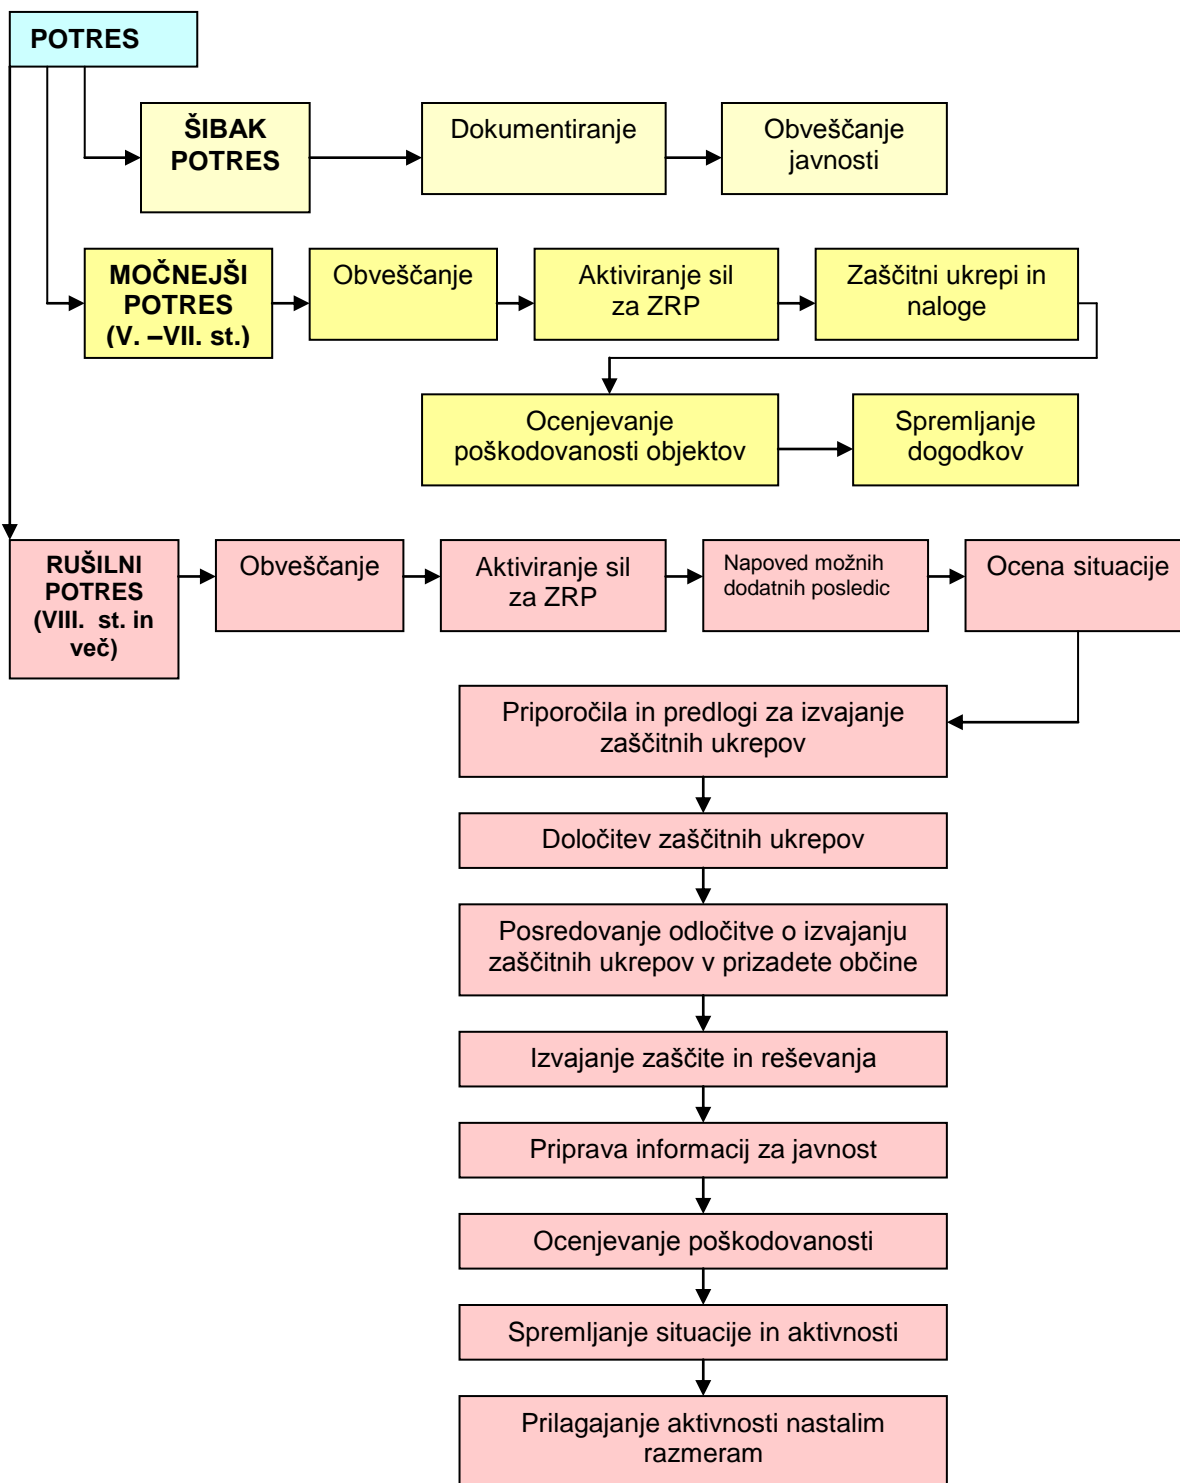 POTRES
ŠIBAK
POTRES
Dokumentiranje
Obveščanje
javnosti
MOČNEJŠI
POTRES
(V. –VII. st.)
Obveščanje
Aktiviranje sil
za ZRP
Zaščitni ukrepi in
naloge
Ocenjevanje
poškodovanosti objektov
Spremljanje
dogodkov
RUŠILNI
POTRES
(VIII. st. in
več)
Obveščanje
Aktiviranje sil
za ZRP
Napoved možnih
dodatnih posledic
Ocena situacije
Priporočila in predlogi za izvajanje
zaščitnih ukrepov
Določitev zaščitnih ukrepov
Posredovanje odločitve o izvajanju
zaščitnih ukrepov v prizadete občine
Izvajanje zaščite in reševanja
Priprava informacij za javnost
Ocenjevanje poškodovanosti
Spremljanje situacije in aktivnosti
Prilagajanje aktivnosti nastalim
razmeram